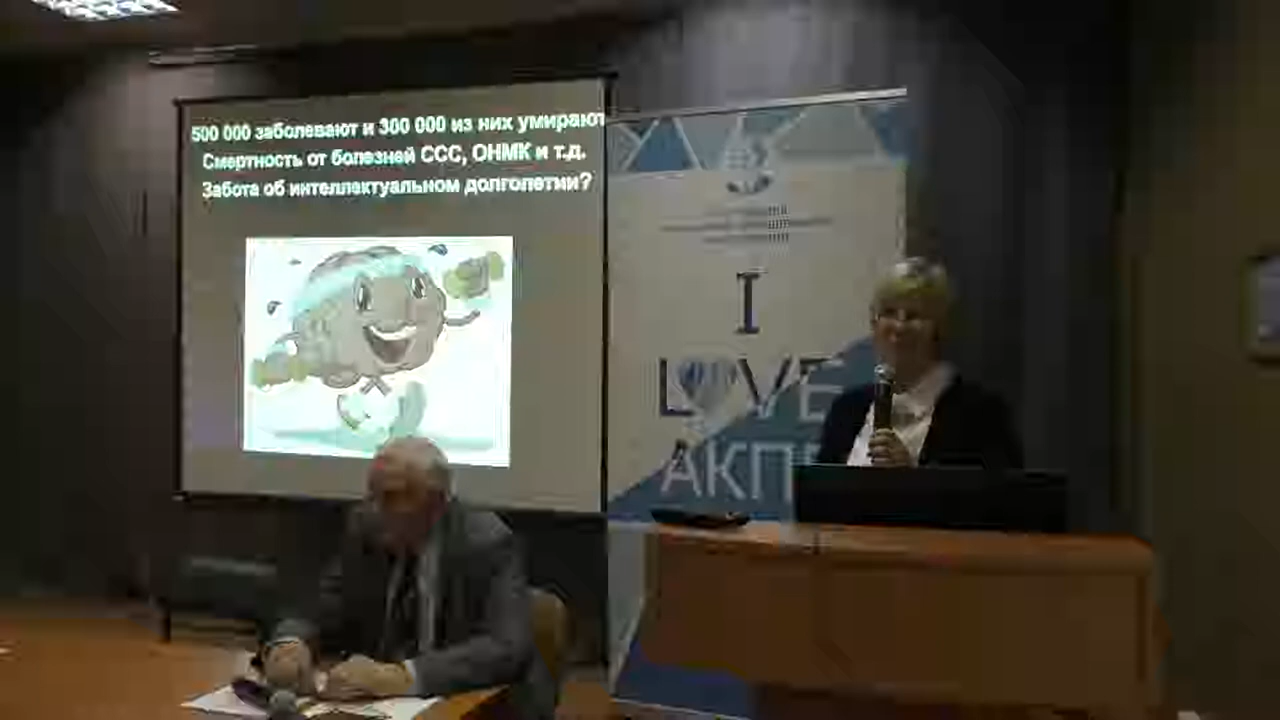 500 000 заболевают и 300 000 из них умирают
Смертность от болезней ССС, ОНМК и т.д.
Забота об интеллектуальном долголетии?
I
LOVE
АКП